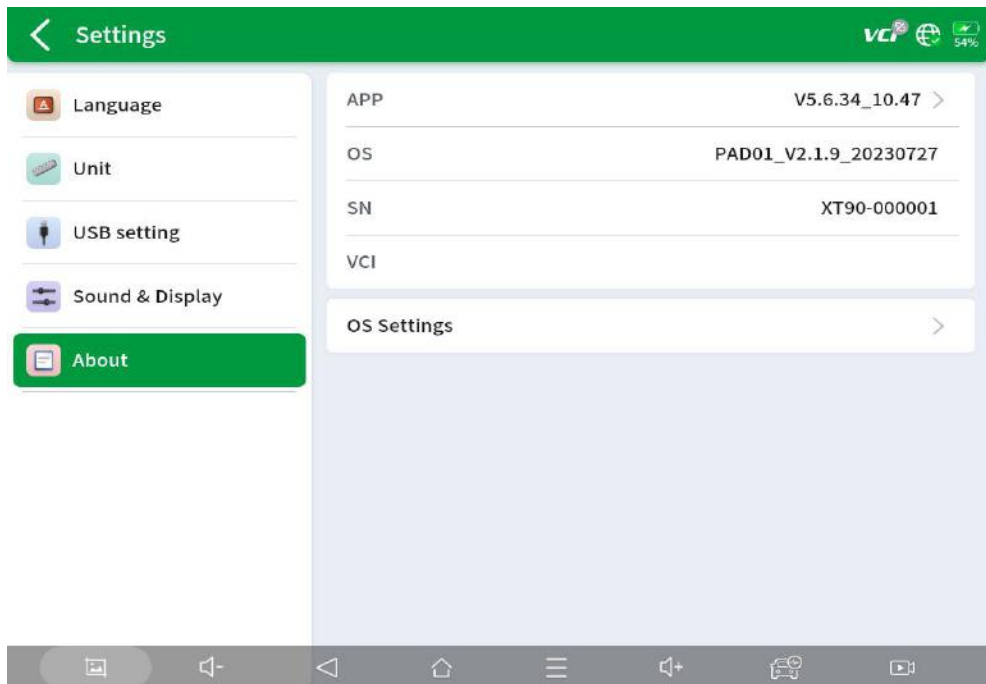 Settings
VCI
54%
Language
Unit
USB setting
Sound & Display
About
APP V5.6.34_10.47
OS PAD01_V2.1.9_20230727
SN XT90-000001
VCI
OS Settings